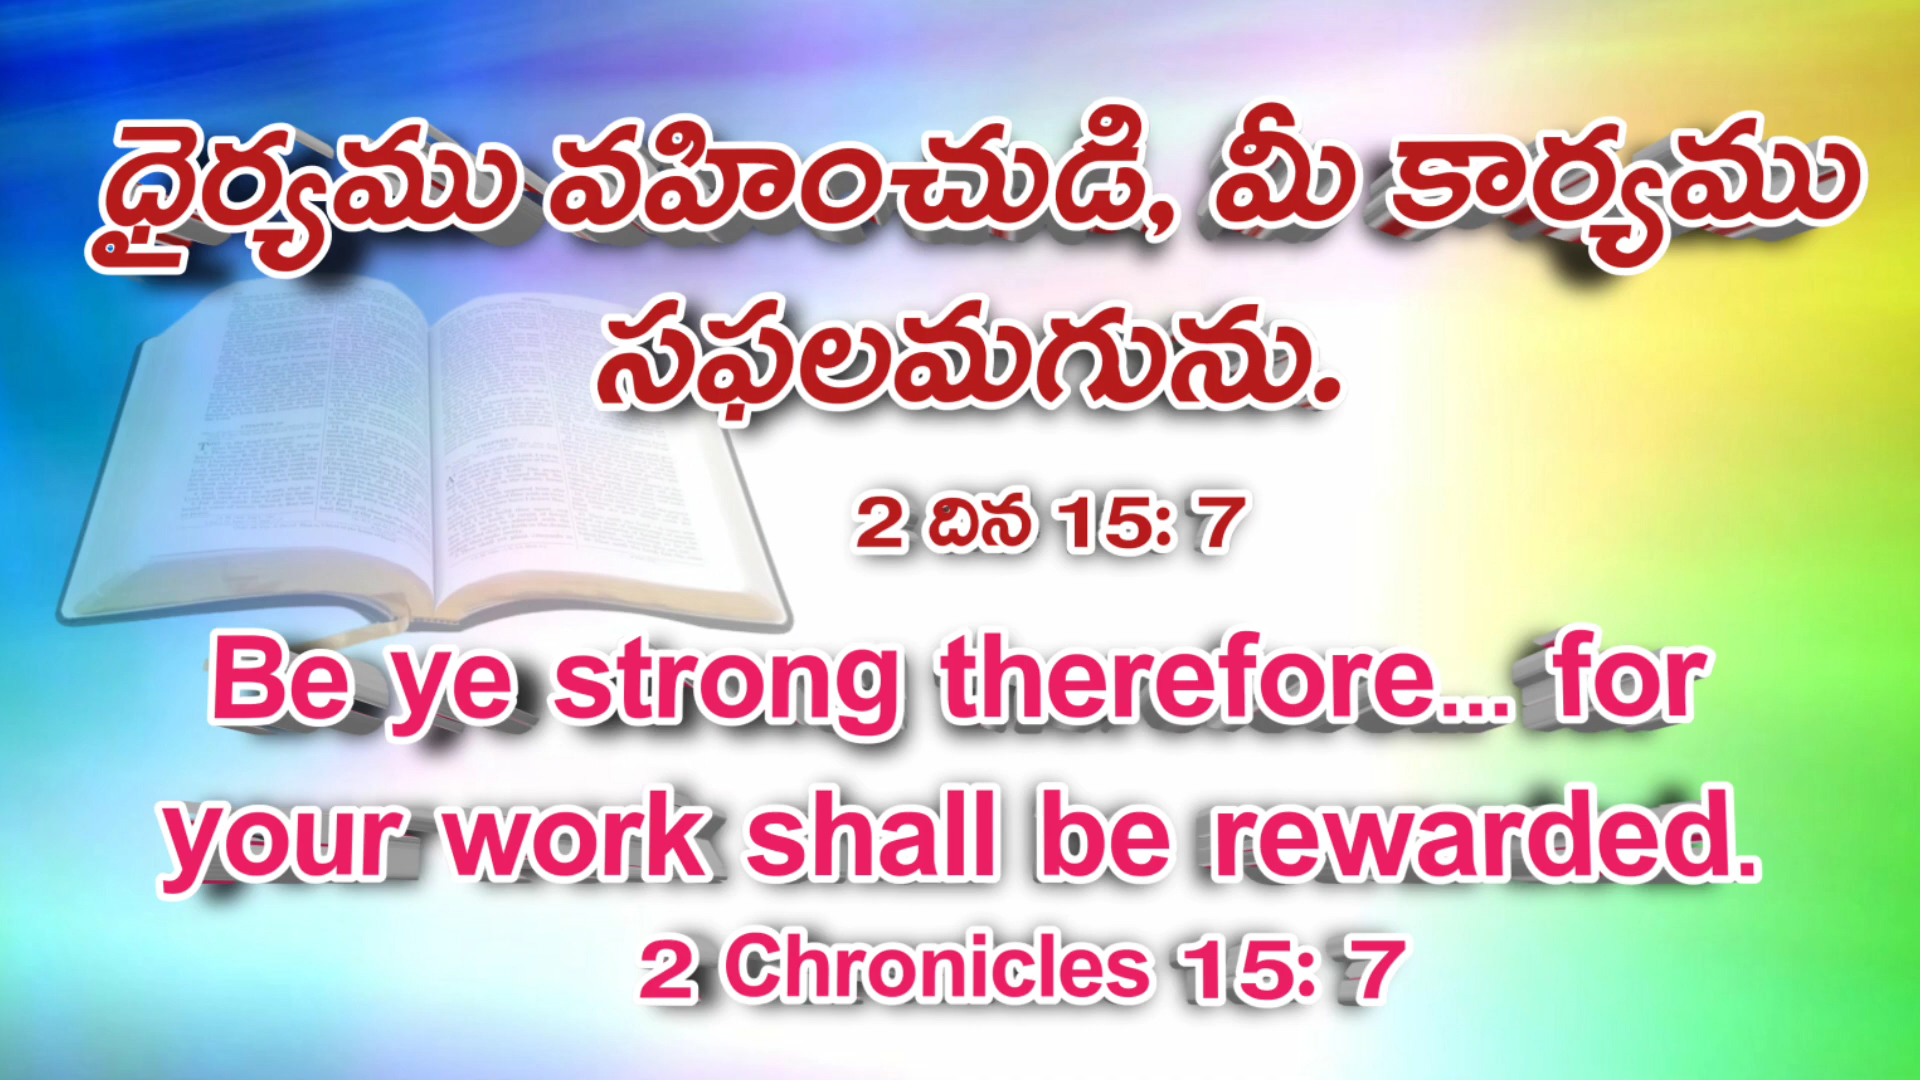 ధైర్యము వహించుడి, మీ కార్యము
సఫలమగును.
2 దిన 15: 7
Be ye strong therefore... for
your work shall be rewarded.
2 Chronicles 15: 7